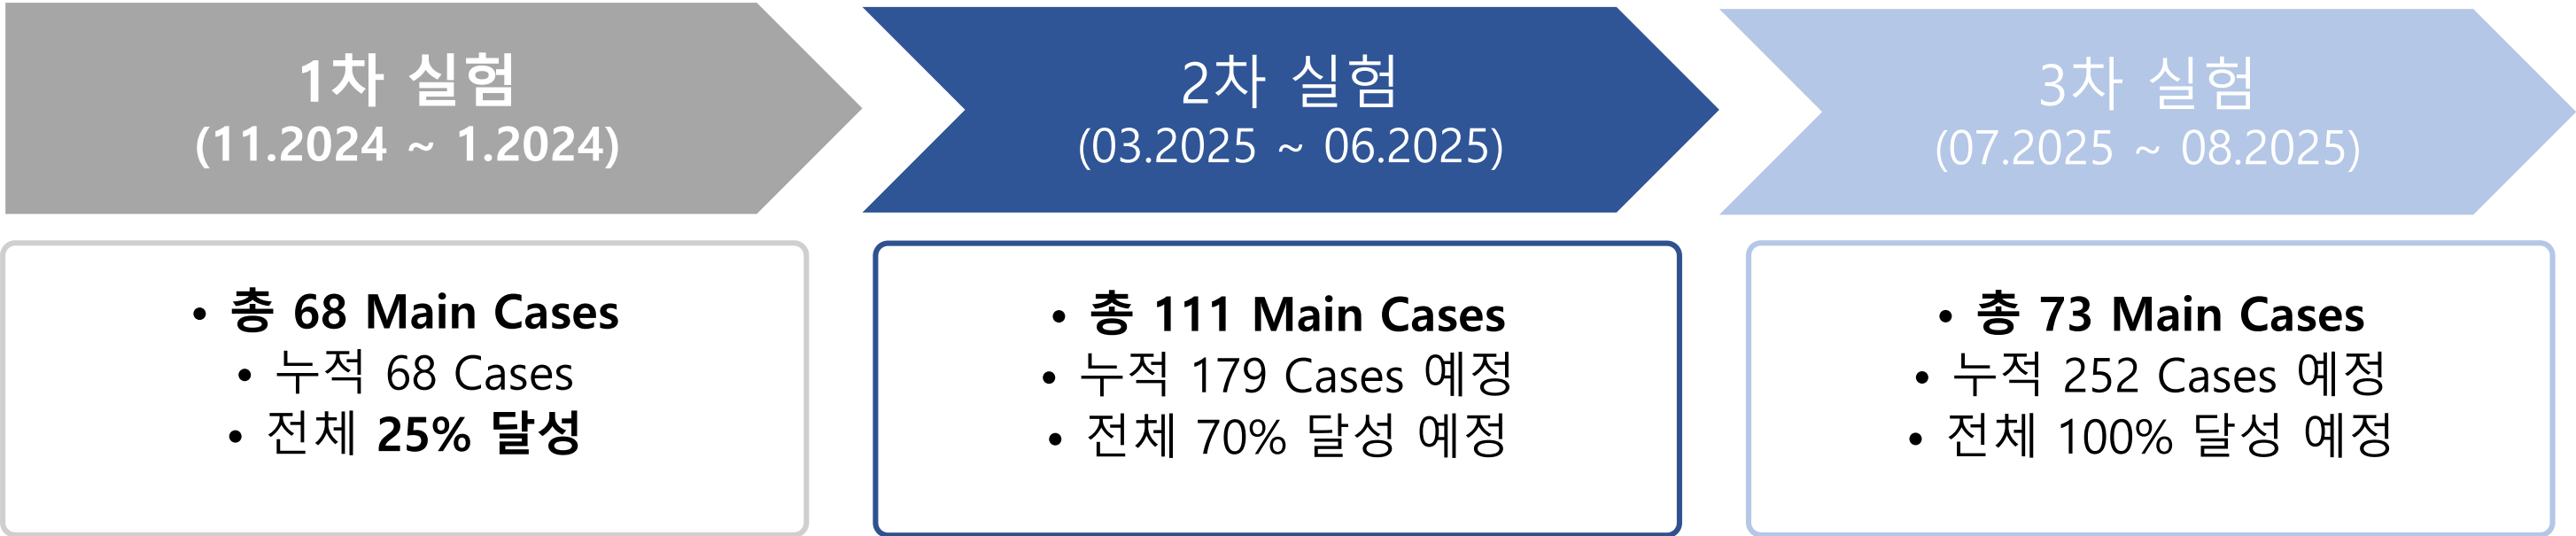 1차 실험
(11.2024 ~ 1.2024)
• 총 68 Main Cases
• 누적 68 Cases
• 전체 25% 달성
2차 실험
(03.2025 ~ 06.2025)
• 총 111 Main Cases
• 누적 179 Cases 예정
• 전체 70% 달성 예정
3차 실험
(07.2025 ~ 08.2025)
• 총 73 Main Cases
• 누적 252 Cases 예정
• 전체 100% 달성 예정